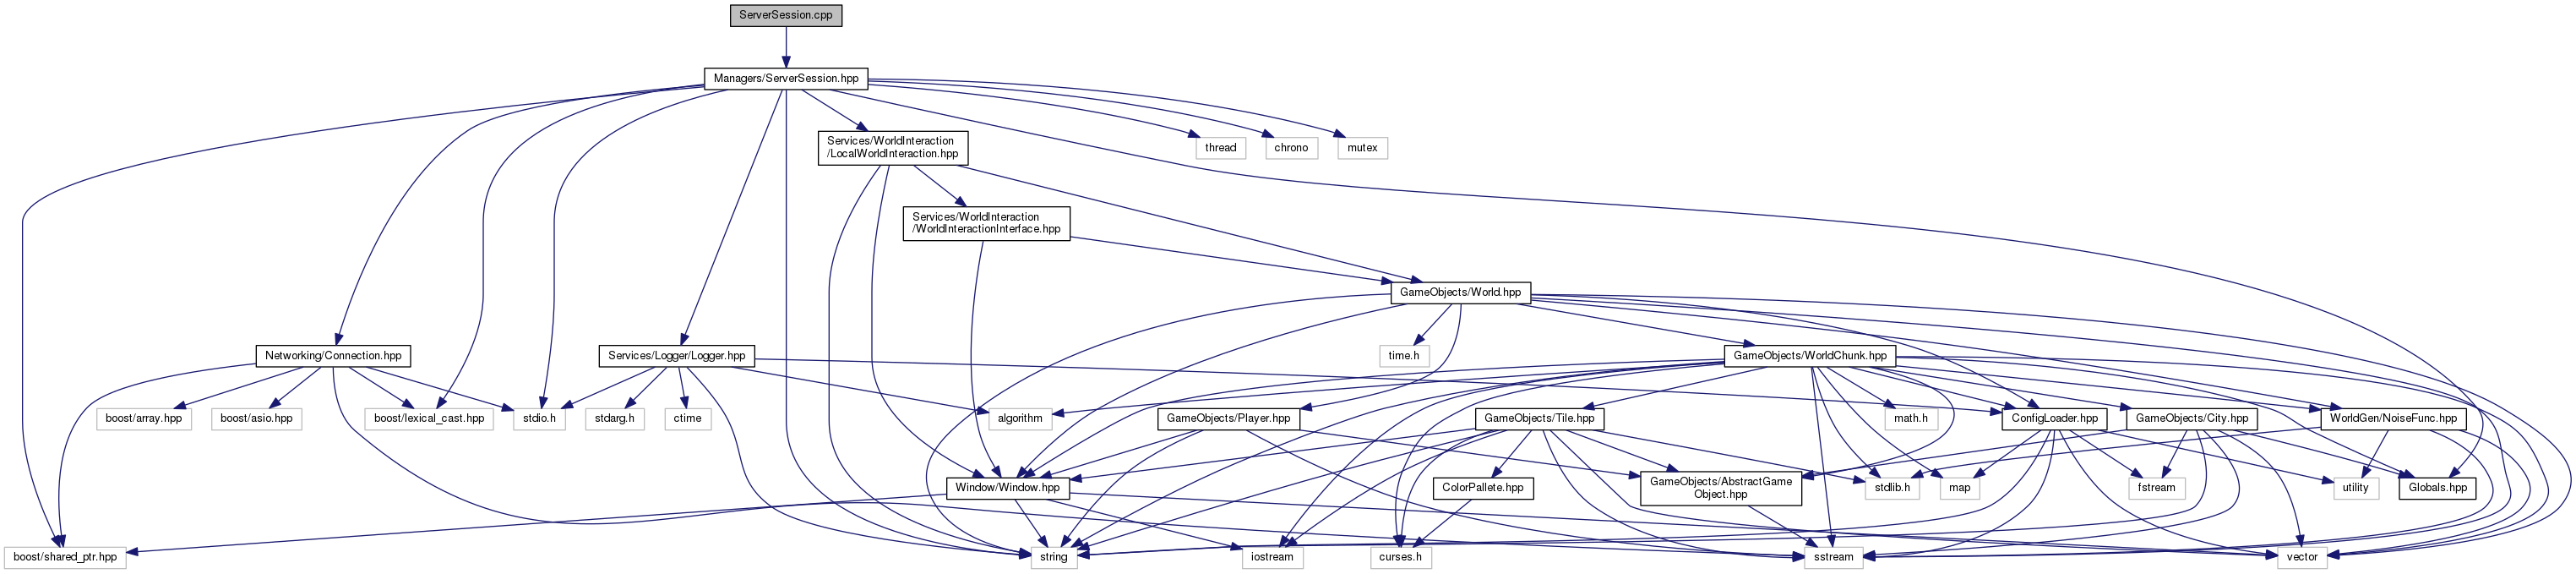 ServerSession.cpp
Managers/ServerSession.hpp
Services/WorldInteraction
/LocalWorldInteraction.hpp
thread
chrono
mutex
Services/WorldInteraction
/WorldInteractionInterface.hpp
GameObjects/World.hpp
Networking/Connection.hpp
Services/Logger/Logger.hpp
time.h
GameObjects/WorldChunk.hpp
boost/array.hpp
boost/asio.hpp
boost/lexical_cast.hpp
stdio.h
stdarg.h
ctime
algorithm
GameObjects/Player.hpp
GameObjects/Tile.hpp
math.h
ConfigLoader.hpp
GameObjects/City.hpp
WorldGen/NoiseFunc.hpp
Window/Window.hpp
ColorPallete.hpp
GameObjects/AbstractGame
Object.hpp
stdlib.h
map
fstream
utility
Globals.hpp
boost/shared_ptr.hpp
string
iostream
curses.h
sstream
vector